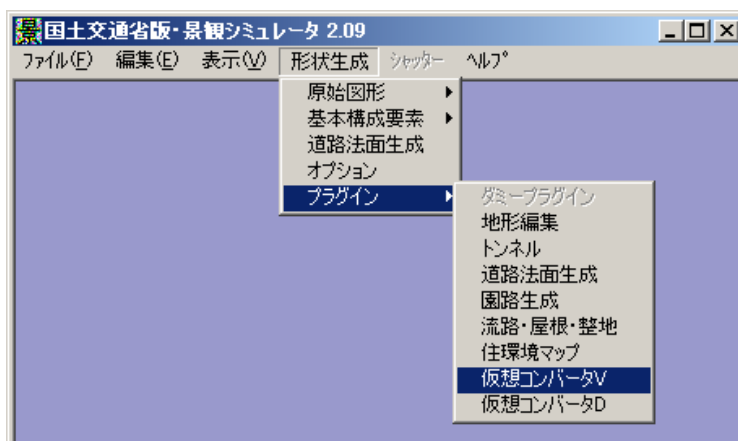 国土交通省版・景観シミュレータ 2.09
ファイル(F) 編集(E) 表示(V) 形状生成 シャッター ヘルプ
原始図形
基本構成要素
道路法面生成
オプション
プラグイン
ダミープラグイン
地形編集
トンネル
道路法面生成
園路生成
流路・屋根・整地
住環境マップ
仮想コンバータV
仮想コンバータD